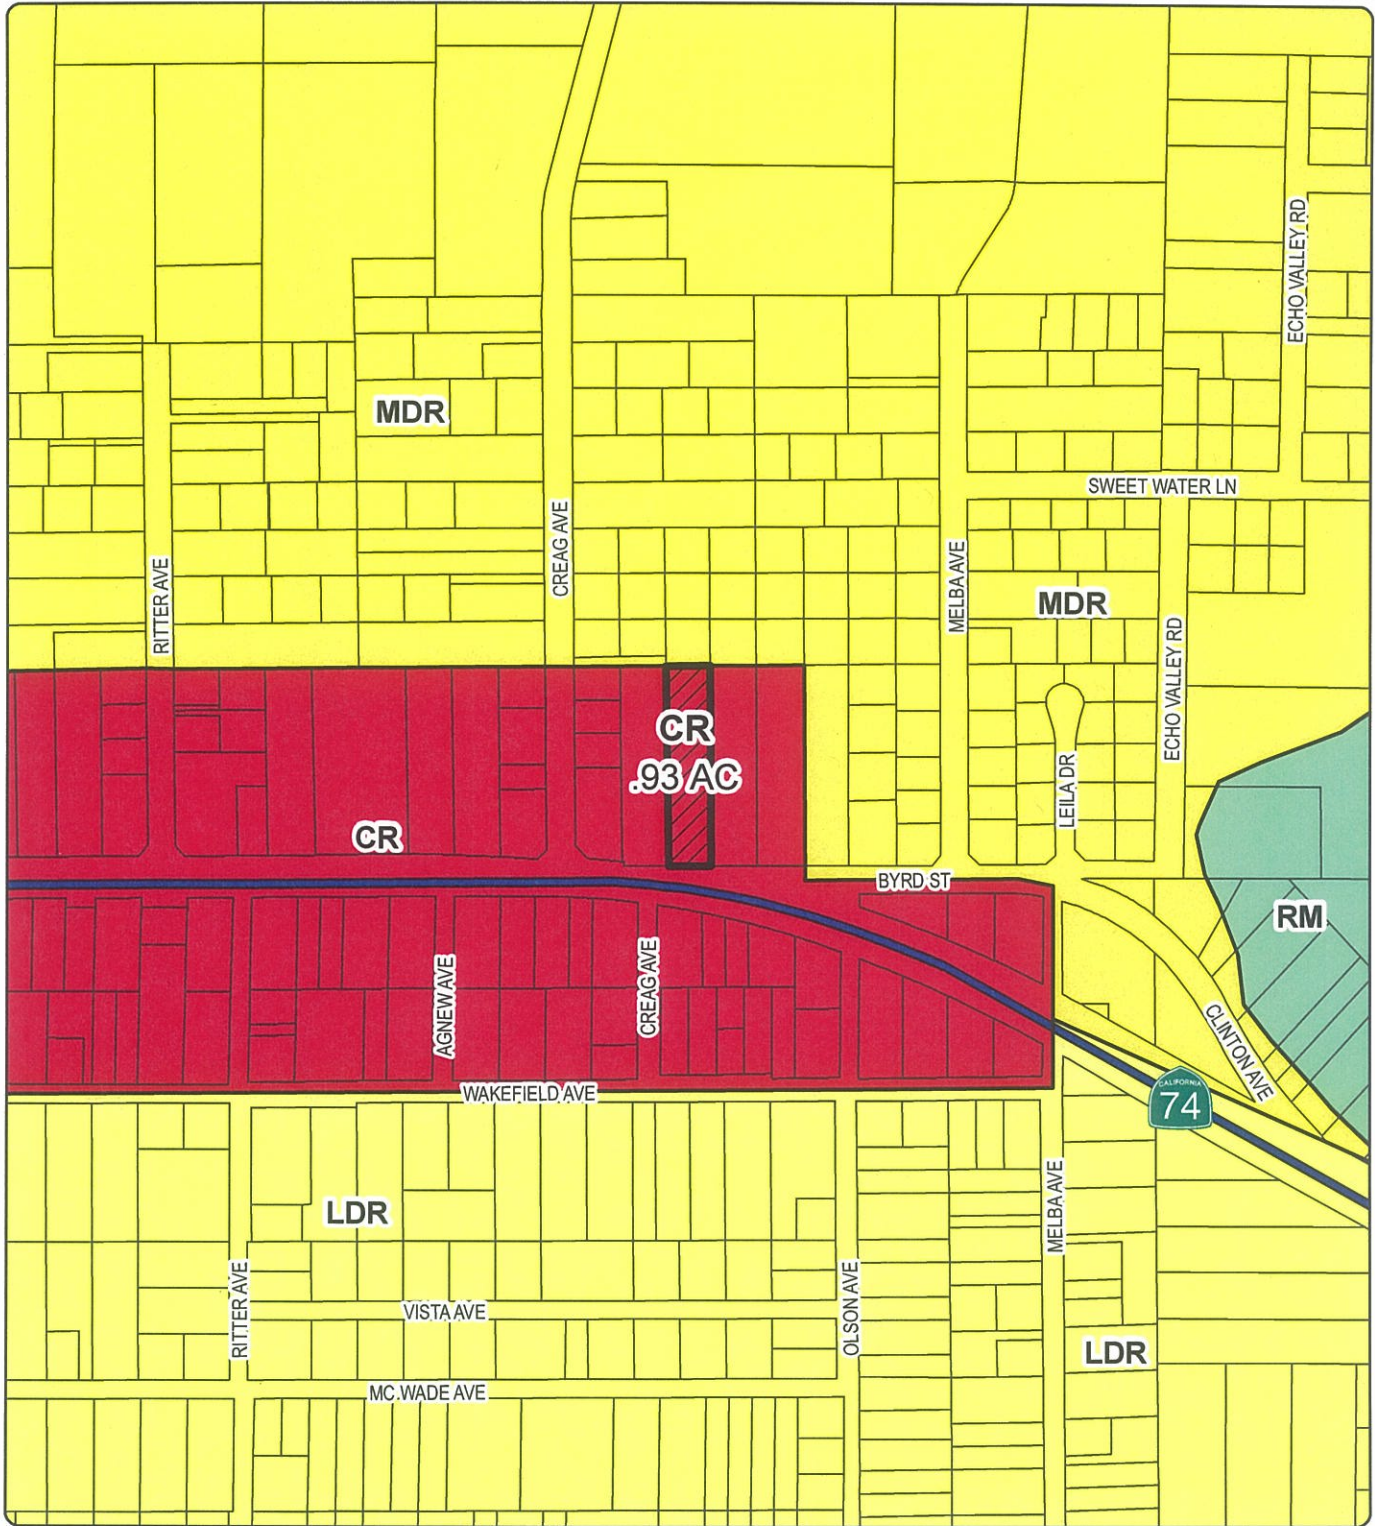 ECHO VALLEY RD
MDR
SWEET WATER LN
CREAG AVE
MELBA AVE
RITTER AVE
MDR
ECHO VALLEY RD
CR
.93 AC
LEILA DR
CR
BYRD ST
RM
AGNEW AVE
CREAG AVE
CLINTON AVE
WAKEFIELD AVE
CALIFORNIA
74
LDR
MELBA AVE
RITTER AVE
VISTA AVE
OLSON AVE
LDR
MC WADE AVE